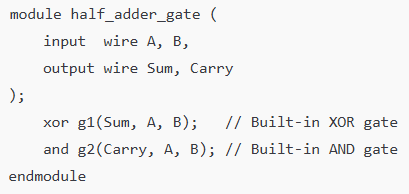 module half_adder_gate (
    input  wire A, B,
    output wire Sum, Carry
);
    xor g1(Sum, A, B);   // Built-in XOR gate
    and g2(Carry, A, B); // Built-in AND gate
endmodule